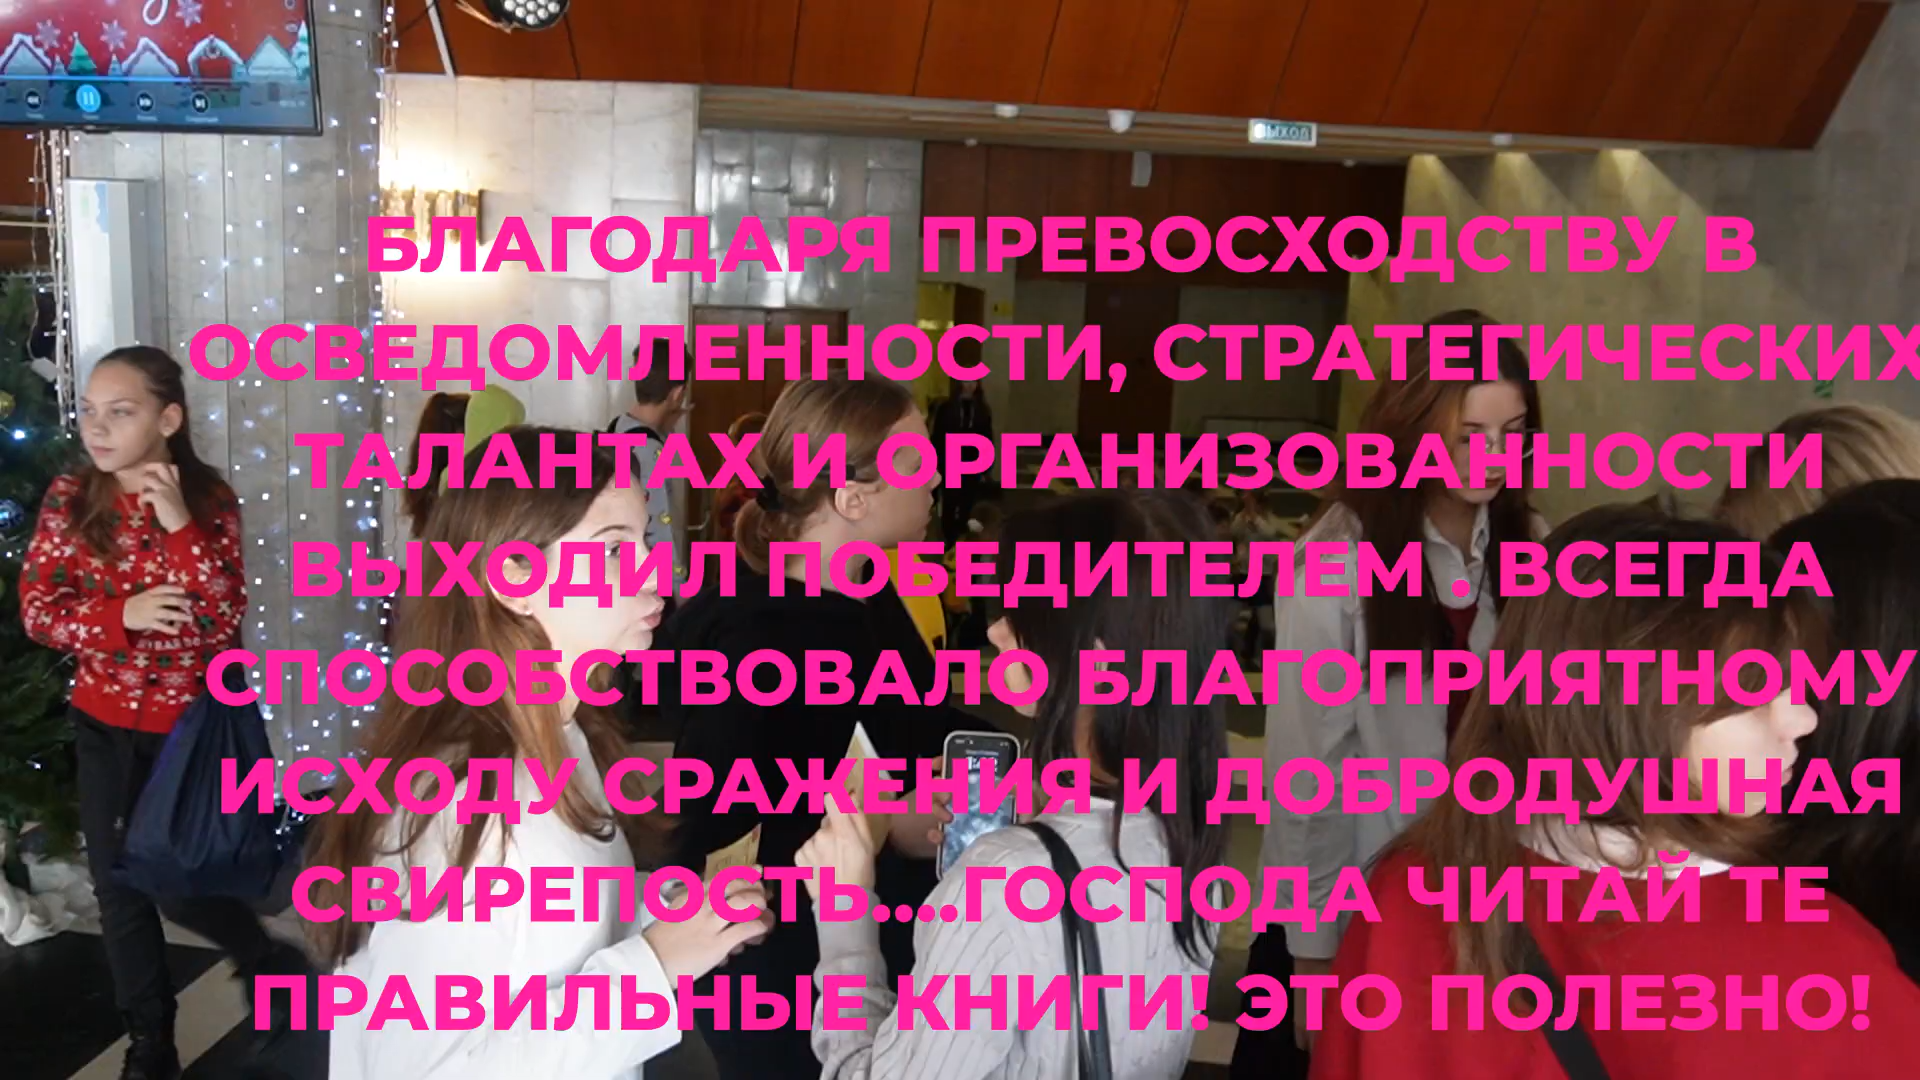 ВЫХОД
БЛАГОДАРЯ ПРЕВОСХОДСТВУ В
ОСВЕДОМЛЕННОСТИ, СТРАТЕГИЧЕСКИХ
ТАЛАНТАХ И ОРГАНИЗОВАННОСТИ
ВЫХОДИЛ ПОБЕДИТЕЛЕМ . ВСЕГДА
СПОСОБСТВОВАЛО БЛАГОПРИЯТНОМУ
ИСХОДУ СРАЖЕНИЯ И ДОБРОДУШНАЯ
СВИРЕПОСТЬ....ГОСПОДА ЧИТАЙ ТЕ
ПРАВИЛЬНЫЕ КНИГИ! ЭТО ПОЛЕЗНО!